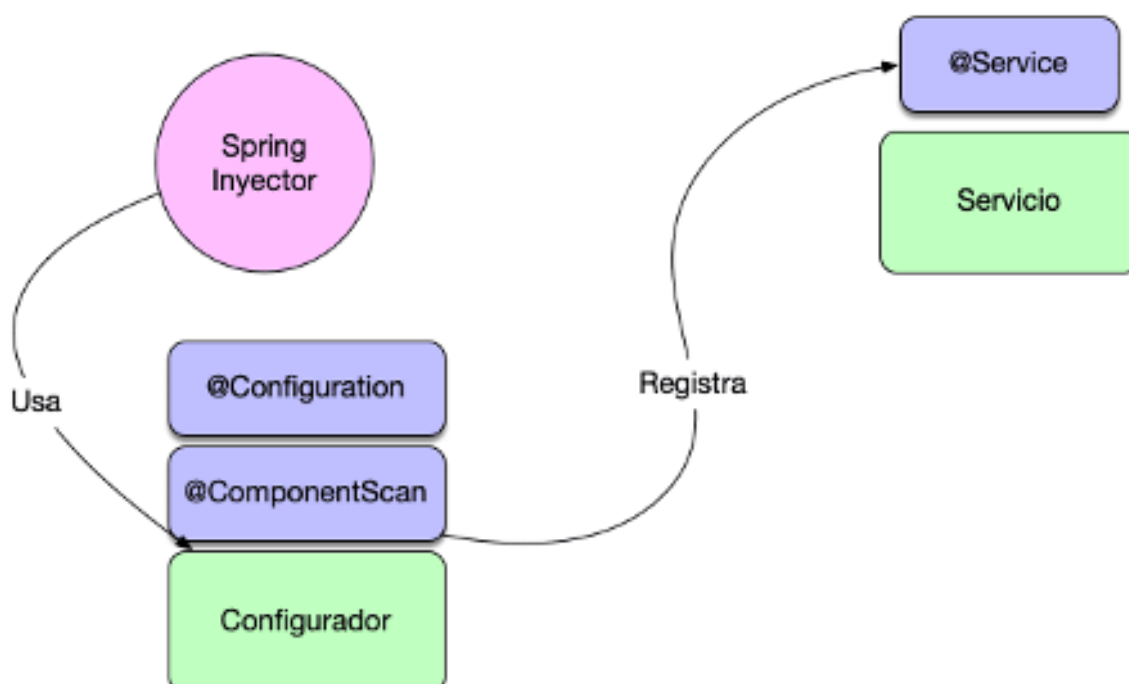 @Service
Spring
Inyector
Servicio
@Configuration
Usa
Registra
@ComponentScan
Configurador